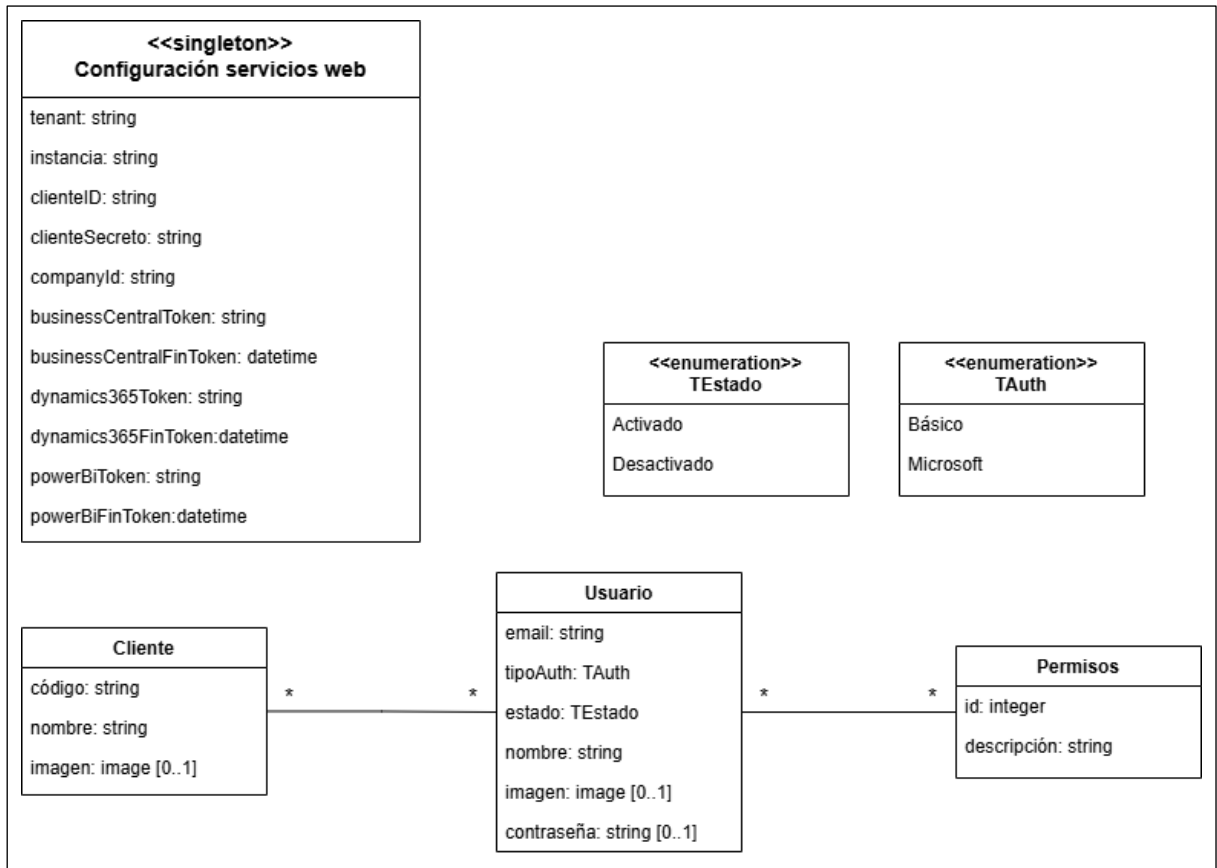 <<singleton>>
Configuración servicios web
tenant: string
instancia: string
clienteID: string
clienteSecreto: string
companyId: string
businessCentralToken: string
businessCentralFinToken: datetime
dynamics365Token: string
dynamics365FinToken:datetime
powerBiToken: string
powerBiFinToken:datetime
<<enumeration>>
TEstado
Activado
Desactivado
<<enumeration>>
TAuth
Básico
Microsoft
Cliente
código: string
nombre: string
imagen: image [0..1]
*
*
Usuario
email: string
tipoAuth: TAuth
estado: TEstado
nombre: string
imagen: image [0..1]
contraseña: string [0..1]
*
*
Permisos
id: integer
descripción: string